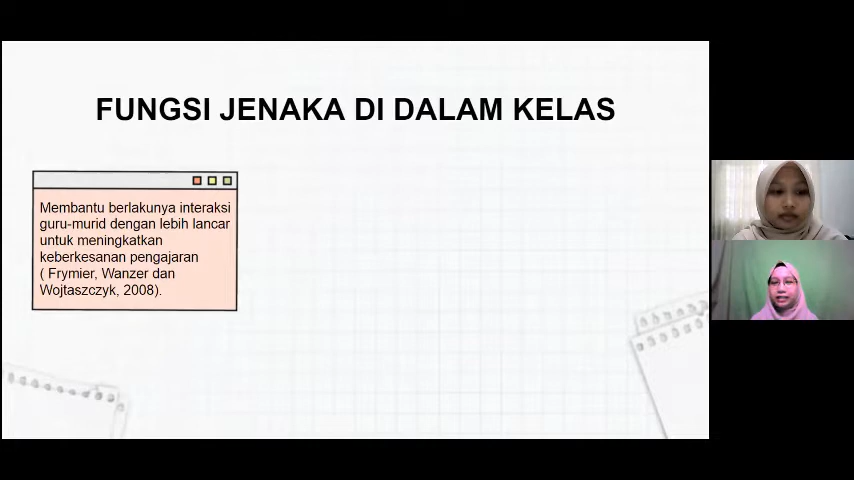 FUNGSI JENAKA DI DALAM KELAS
Membantu berlakunya interaksi
guru-murid dengan lebih lancar
untuk meningkatkan
keberkesanan pengajaran
( Frymier, Wanzer dan
Wojtaszczyk, 2008).